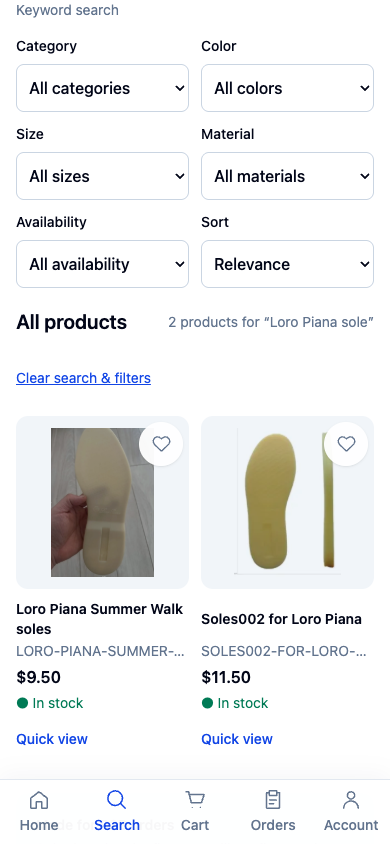 Keyword search
Category
Color
All categories
All colors
Size
Material
All sizes
All materials
Availability
Sort
All availability
Relevance
All products
2 products for “Loro Piana sole”
Clear search & filters
Loro Piana Summer Walk
soles
LORO-PIANA-SUMMER-...
$9.50
In stock
Quick view
Soles002 for Loro Piana
SOLES002-FOR-LORO-...
$11.50
In stock
Quick view
Home
Search
Cart
Orders
Account